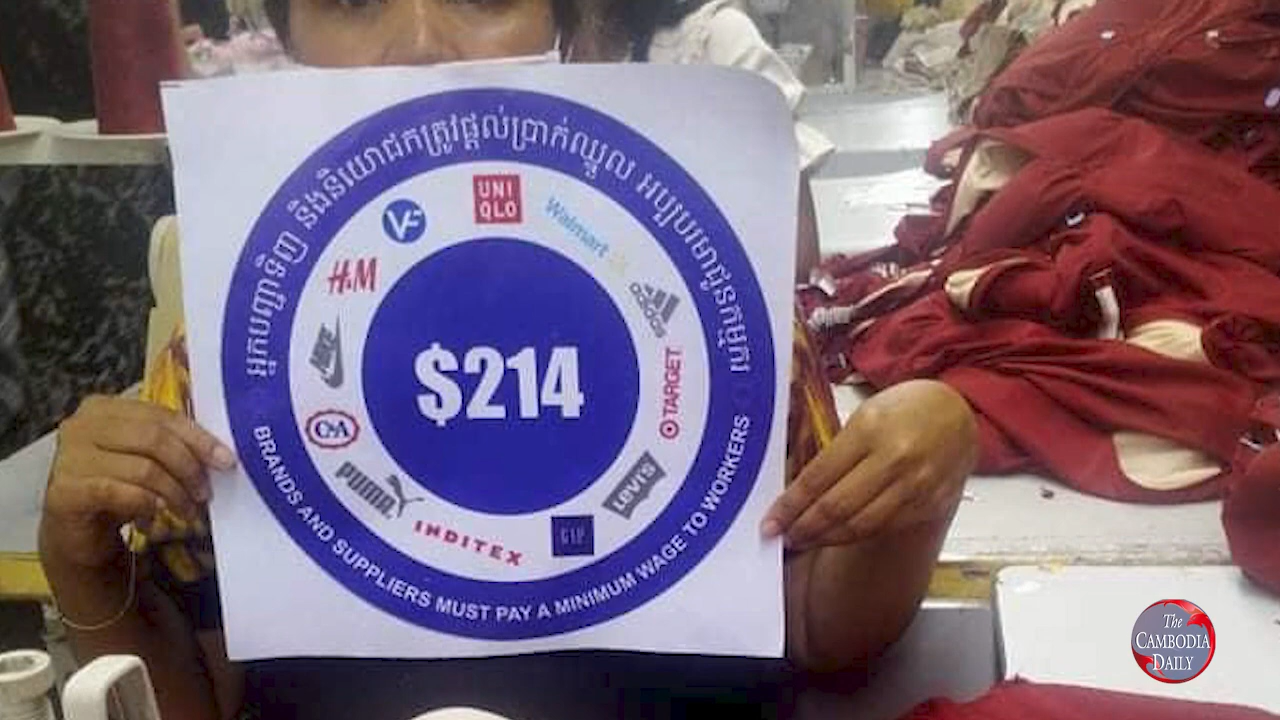 អ្នកបញ្ជាទិញ និងនិយោជកត្រូវផ្តល់ប្រាក់ឈ្នួល អប្បបរមាជូនកម្មករ
UNI
QLO
Walmart
VF
H&M
adidas
NIKE
$214
TARGET
C&A
PUMA
LEVI'S
INDITEX
GAP
BRANDS AND SUPPLIERS MUST PAY A MINIMUM WAGE TO WORKERS
The
CAMBODIA
DAILY